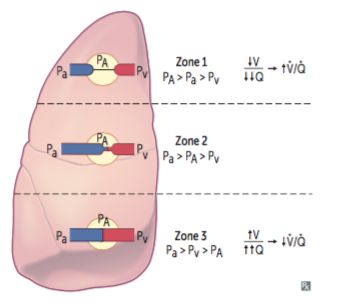 PA
Pa Pv
Zone 1
PA > Pa > Pv
↓V̇ / ↓↓Q̇ → ↑V̇/Q̇
PA
Pa Pv
Zone 2
Pa > PA > Pv
PA
Pa Pv
Zone 3
Pa > Pv > PA
↑V̇ / ↑↑Q̇ → ↓V̇/Q̇